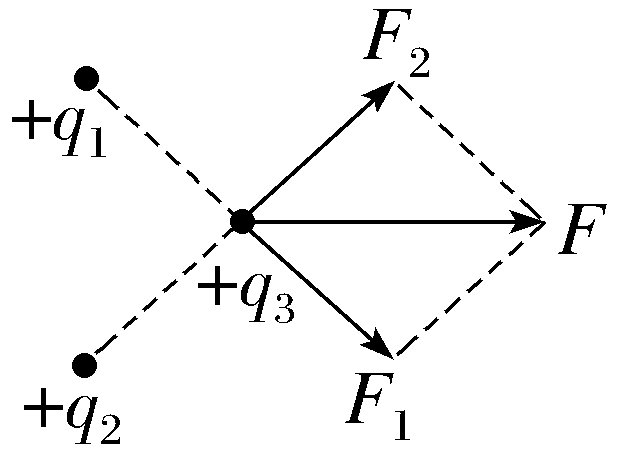 F₂
+q₁
F
+q₃
F₁
+q₂